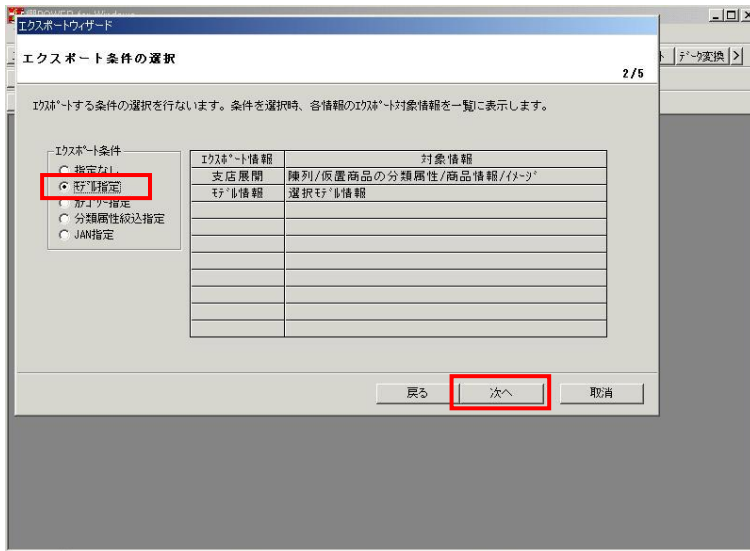 POWER for Windows
エクスポートウィザード
エクスポート条件の選択
2/5
データ変換
ｴｸｽﾎﾟｰﾄする条件の選択を行ないます。条件を選択時、各情報のｴｸｽﾎﾟｰﾄ対象情報を一覧に表示します。
ｴｸｽﾎﾟｰﾄ条件
指定なし
ﾓﾃﾞﾙ指定
ｶﾃｺﾞﾘｰ指定
分類属性絞込指定
JAN指定
ｴｸｽﾎﾟｰﾄ情報 対象情報
支店展開 陳列/仮置商品の分類属性/商品情報/ｲﾒｰｼﾞ
ﾓﾃﾞﾙ情報 選択ﾓﾃﾞﾙ情報
戻る 次へ 取消